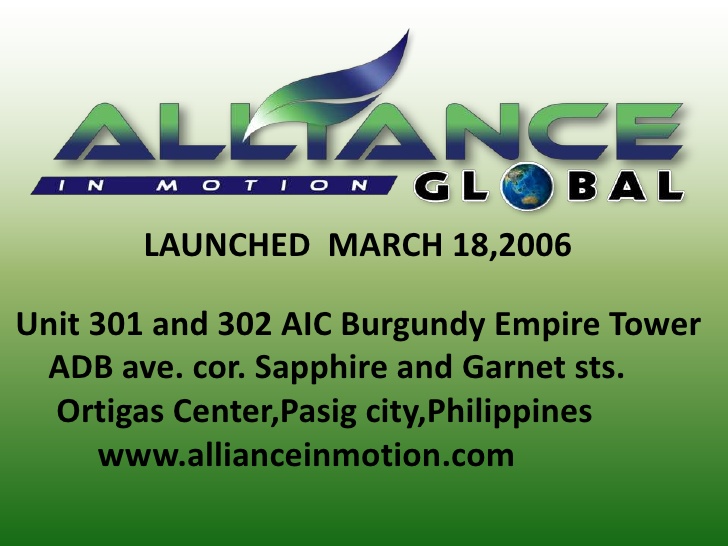 ALLIANCE
IN MOTION GLOBAL
LAUNCHED MARCH 18,2006
Unit 301 and 302 AIC Burgundy Empire Tower
ADB ave. cor. Sapphire and Garnet sts.
Ortigas Center,Pasig city,Philippines
www.allianceinmotion.com